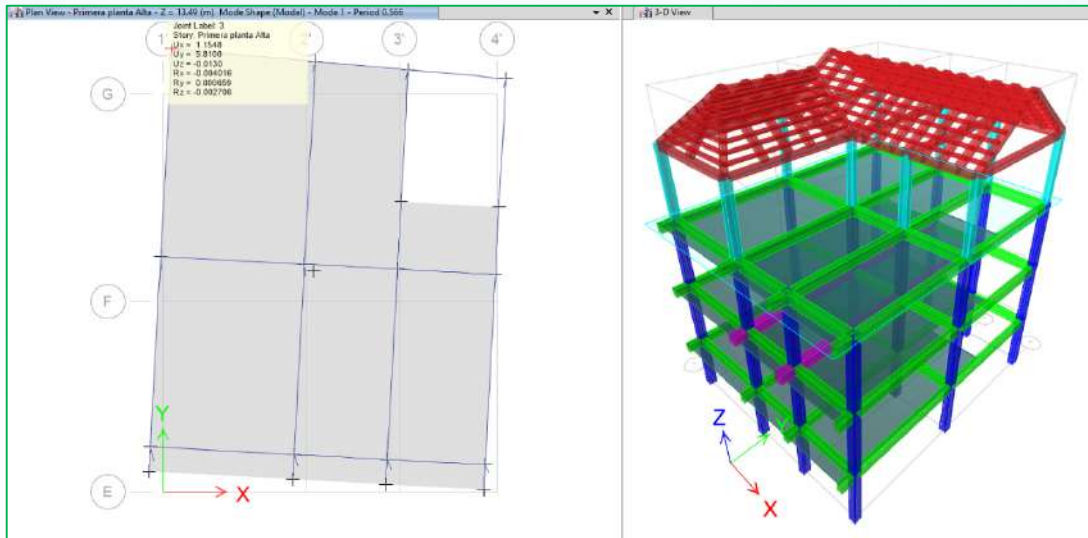 Plan View - Primera planta Alta - Z = 13.49 (m) Mode Shape (Modal) - Mode 1 - Period 0.566
3-D View
Joint Label: 3
Story: Primera planta Alta
Ux = 1.1548
Uy = 5.8108
Uz = -0.0130
Rx = -0.004016
Ry = 0.000659
Rz = -0.002706
1'
2'
3'
4'
G
F
E
Y
X
Z
Y
X